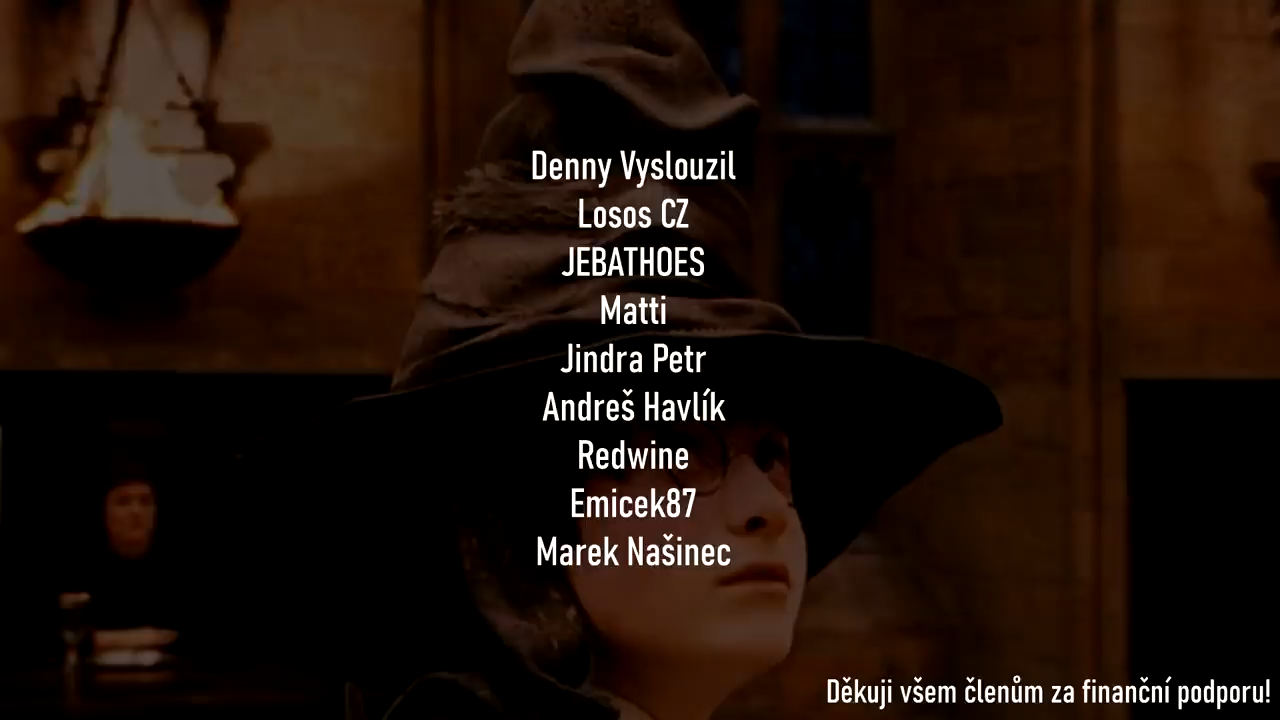 Denny Vyslouzil
Losos CZ
JEBATHOES
Matti
Jindra Petr
Andreš Havlík
Redwine
Emicek87
Marek Našinec
Děkuji všem členům za finanční podporu!